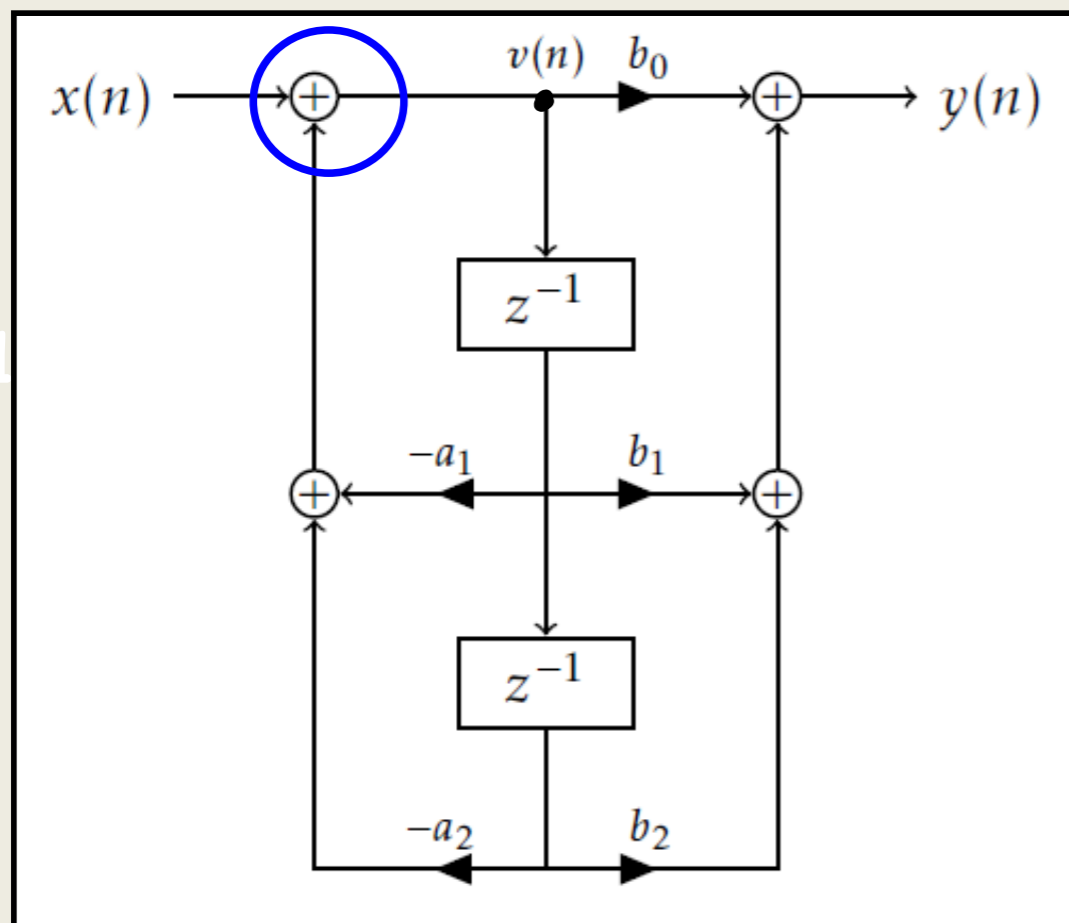 x(n) + v(n) b₀ + y(n)
z⁻¹
+ −a₁ b₁ +
z⁻¹
−a₂ b₂